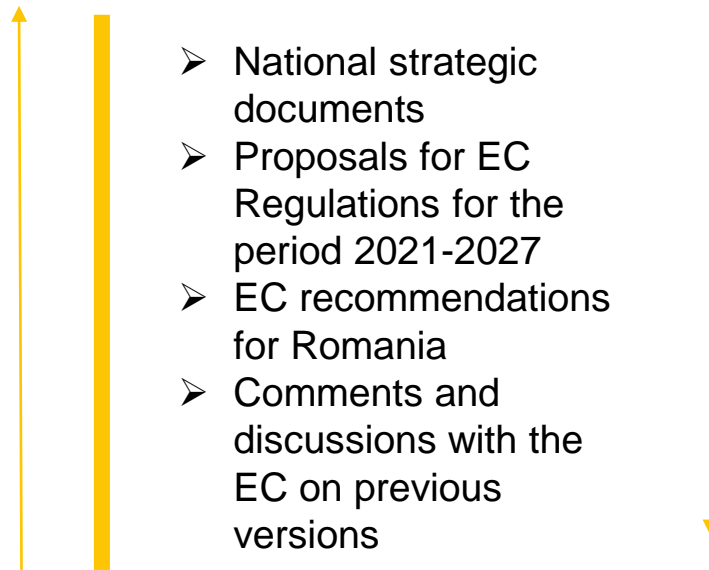 ➢ National strategic
documents
➢ Proposals for EC
Regulations for the
period 2021-2027
➢ EC recommendations
for Romania
➢ Comments and
discussions with the
EC on previous
versions